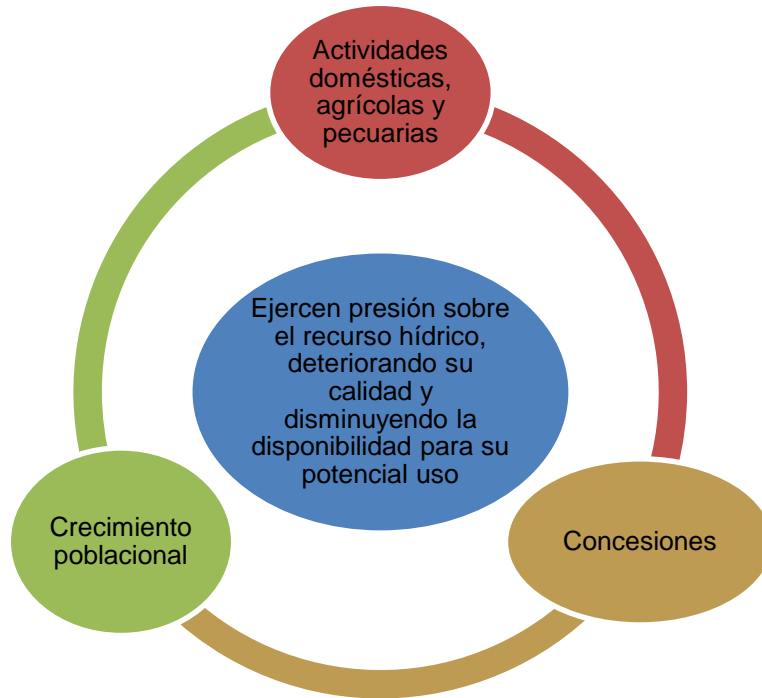 Actividades
domésticas,
agrícolas y
pecuarias
Ejercen presión sobre
el recurso hídrico,
deteriorando su
calidad y
disminuyendo la
disponibilidad para su
potencial uso
Crecimiento
poblacional
Concesiones